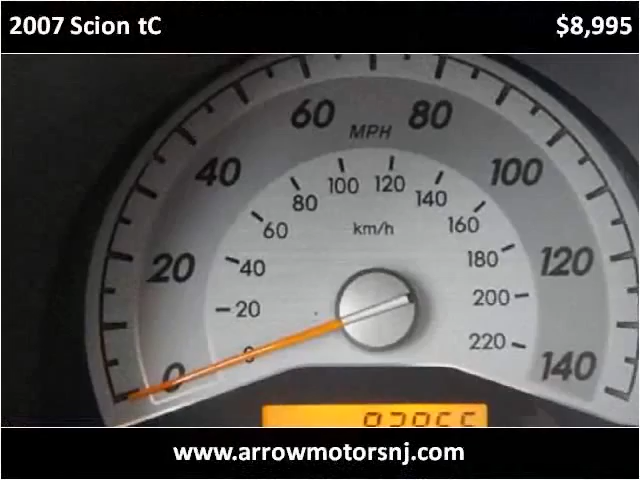 2007 Scion tC $8,995
60 80
MPH
40 100
100 120
80 140
60 km/h 160
20 40 180 120
20 200
0 220
0 140
www.arrowmotorsnj.com